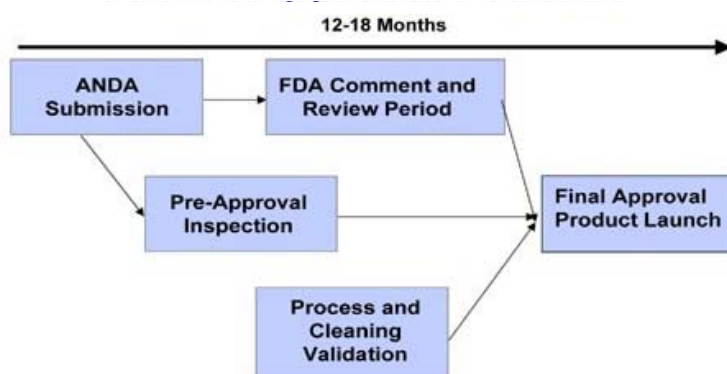 12-18 Months
ANDA
Submission
FDA Comment and
Review Period
Pre-Approval
Inspection
Final Approval
Product Launch
Process and
Cleaning
Validation